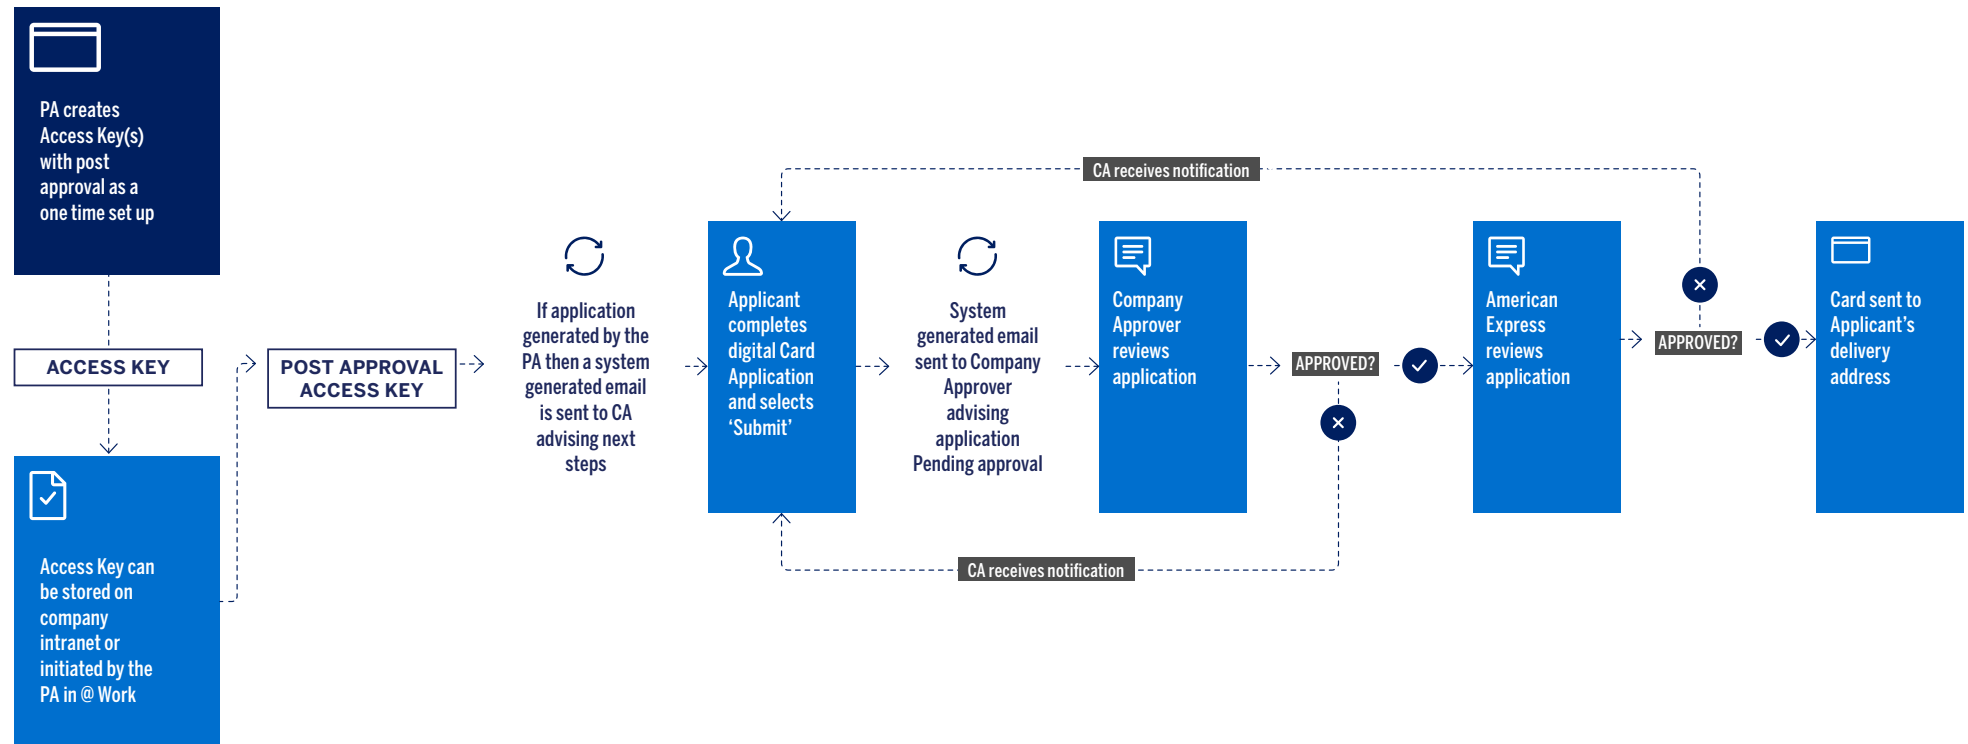 PA creates
Access Key(s)
with post
approval as a
one time set up
ACCESS KEY
Access Key can
be stored on
company
intranet or
initiated by the
PA in @ Work
POST APPROVAL
ACCESS KEY
If application
generated by the
PA then a system
generated email
is sent to CA
advising next
steps
Applicant
completes
digital Card
Application
and selects
‘Submit’
System
generated email
sent to Company
Approver
advising
application
Pending approval
Company
Approver
reviews
application
APPROVED?
CA receives notification
CA receives notification
American
Express
reviews
application
APPROVED?
Card sent to
Applicant’s
delivery
address